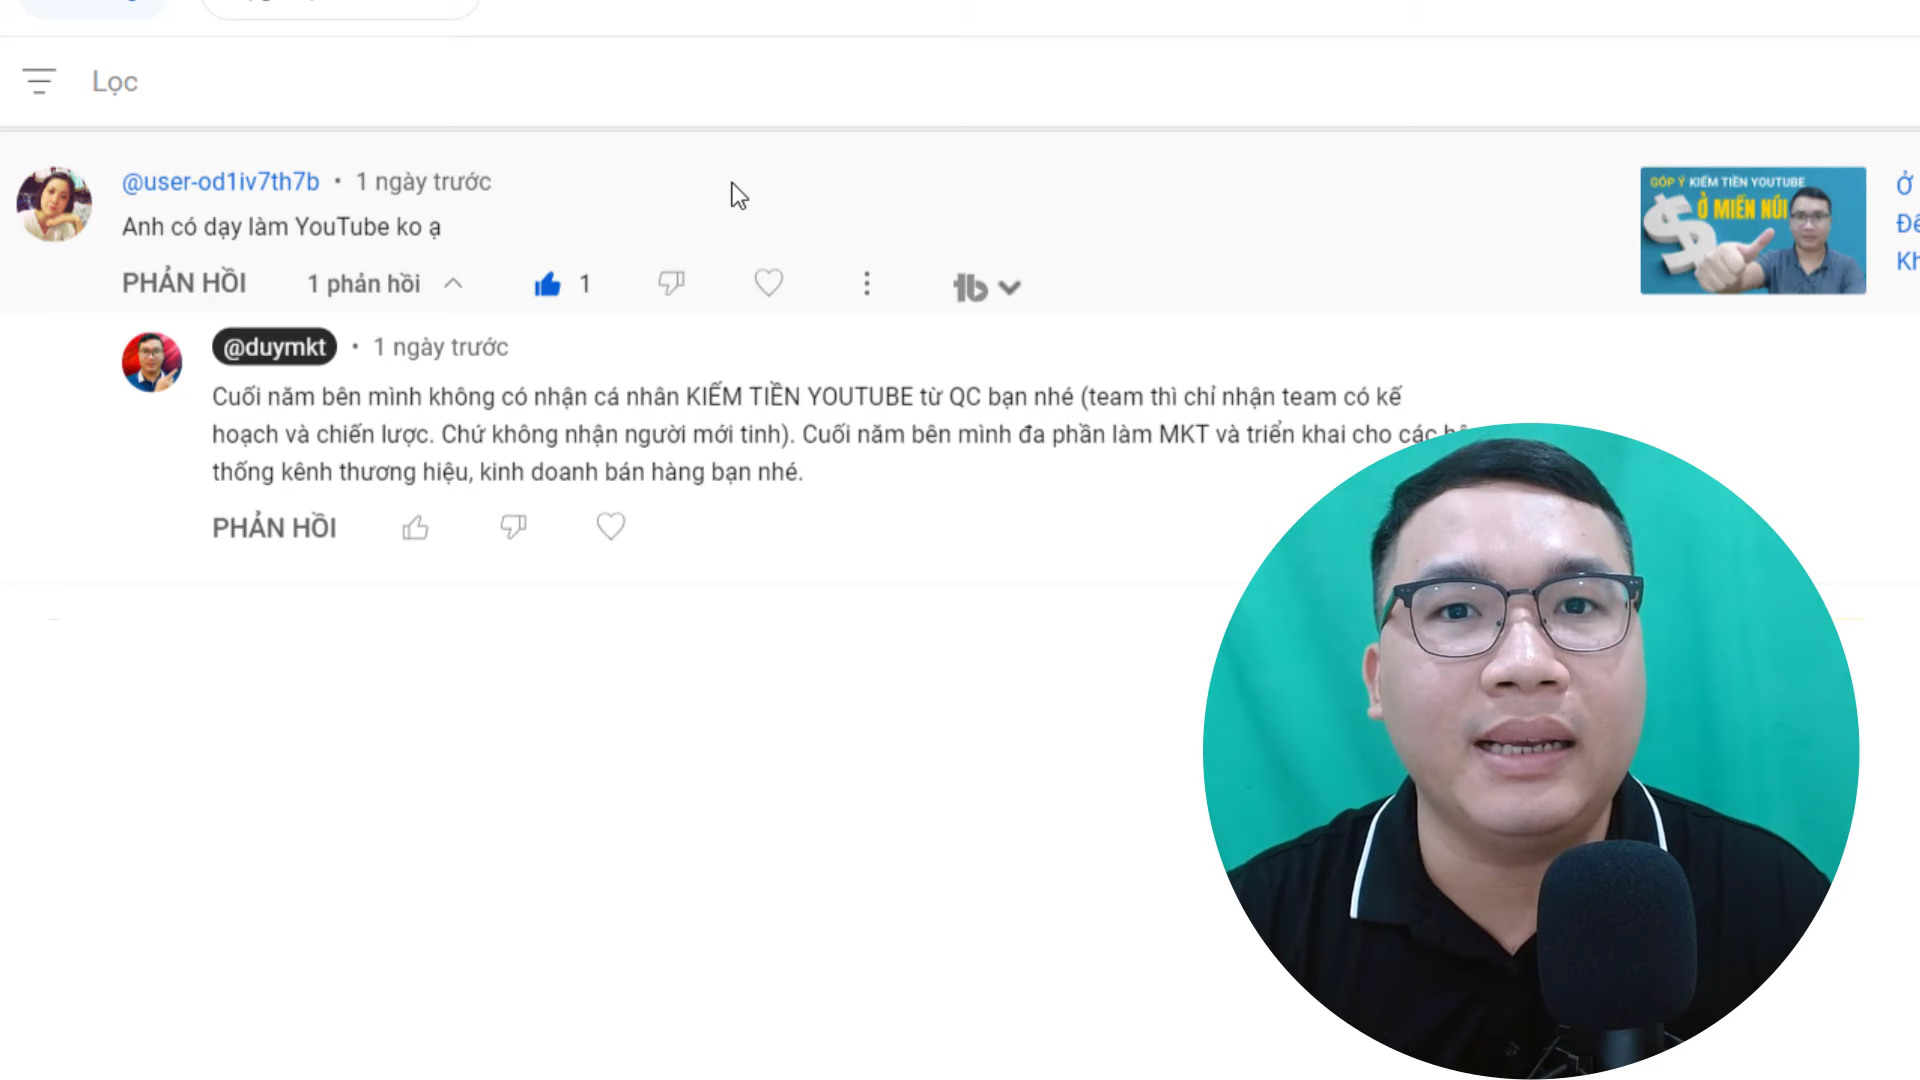 Lọc
@user-od1iv7th7b • 1 ngày trước
Anh có dạy làm YouTube ko ạ
PHẢN HỒI 1 phản hồi 1
GÓP Ý KIẾM TIỀN YOUTUBE
Ở MIỀN NÚI
Ở
Kh
@duymkt • 1 ngày trước
Cuối năm bên mình không có nhận cá nhân KIẾM TIỀN YOUTUBE từ QC bạn nhé (team thì chỉ nhận team có kế
hoạch và chiến lược. Chứ không nhận người mới tinh). Cuối năm bên mình đa phần làm MKT và triển khai cho các
thống kênh thương hiệu, kinh doanh bán hàng bạn nhé.
PHẢN HỒI